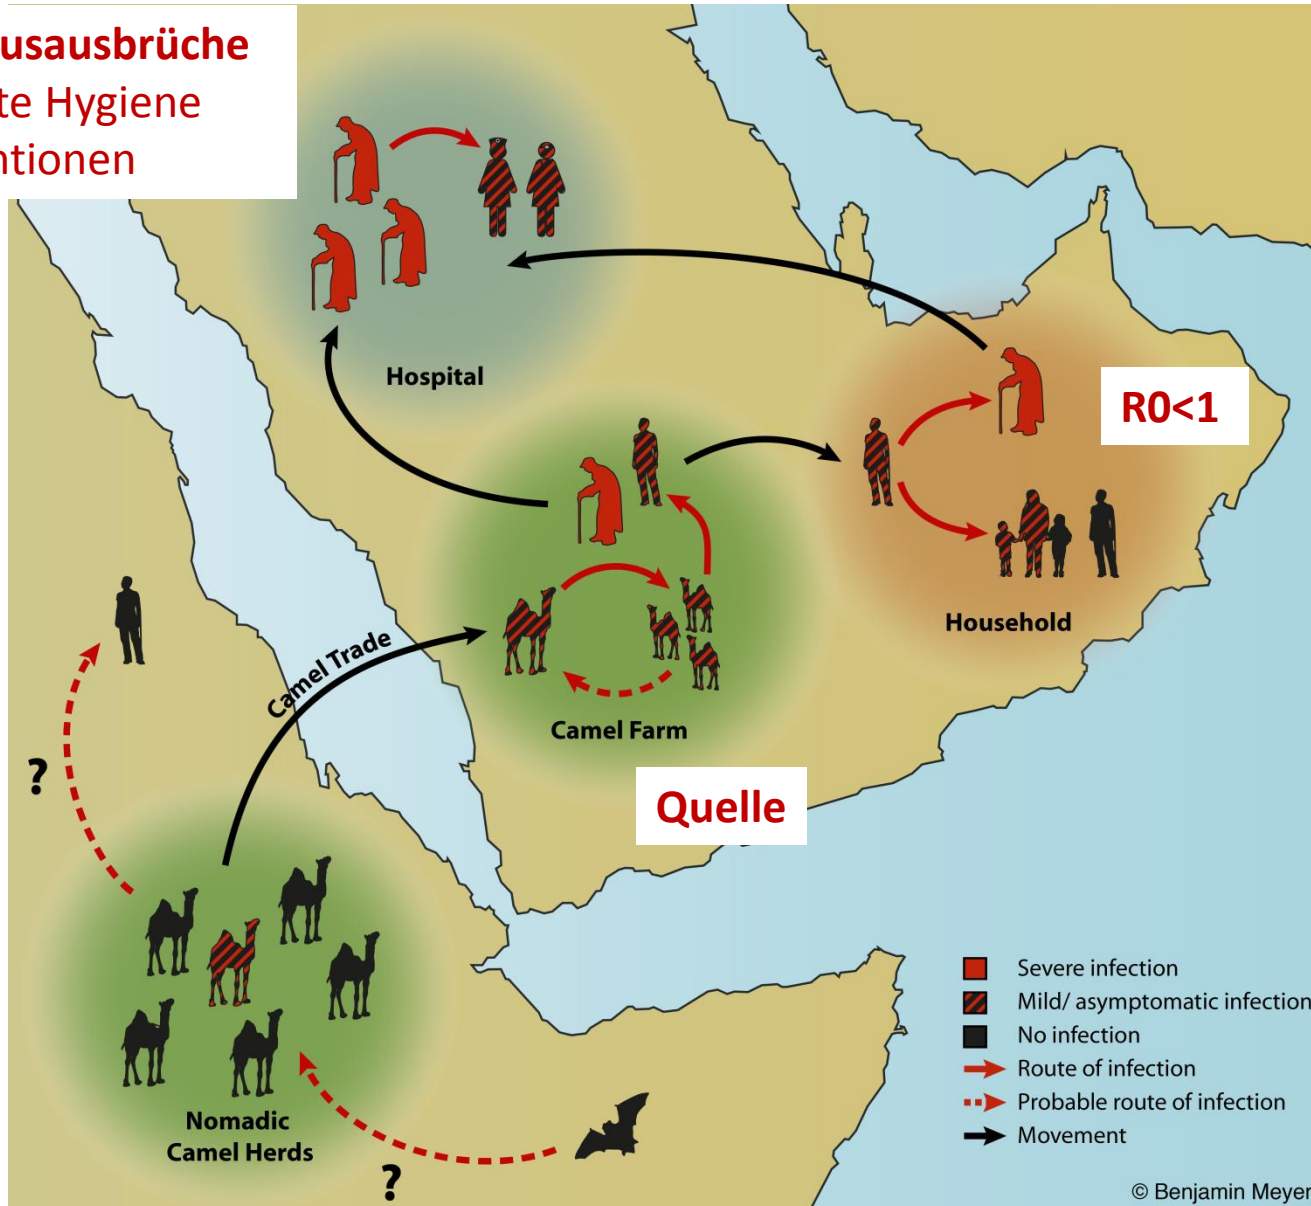 usausbrüche
te Hygiene
ntionen
Hospital
R0<1
Household
Camel Trade
Camel Farm
?
Quelle
Severe infection
Mild/ asymptomatic infection
No infection
Route of infection
Probable route of infection
Movement
Nomadic
Camel Herds
?
© Benjamin Meyer